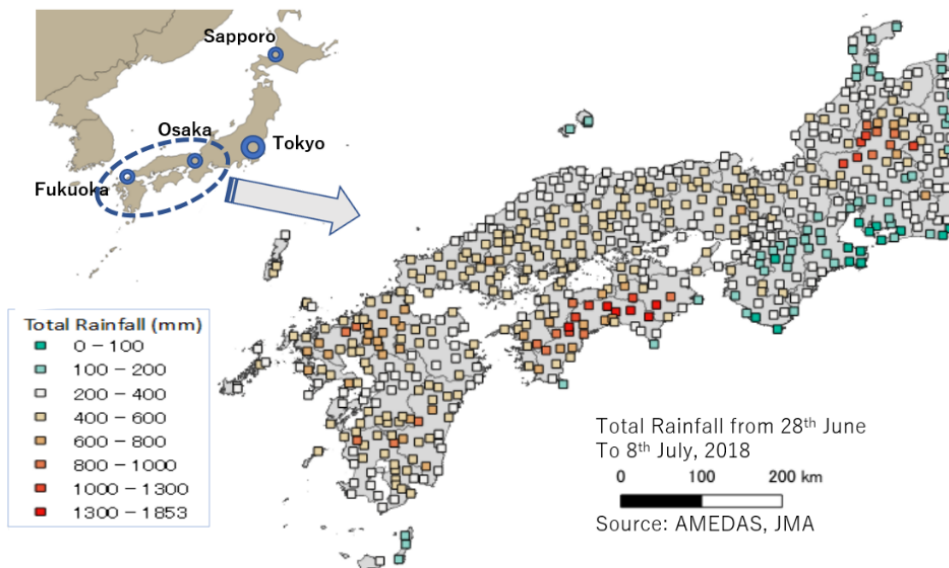 Sapporo
Osaka
Tokyo
Fukuoka
Total Rainfall (mm)
0 – 100
100 – 200
200 – 400
400 – 600
600 – 800
800 – 1000
1000 – 1300
1300 – 1853
Total Rainfall from 28th June
To 8th July, 2018
0 100 200 km
Source: AMEDAS, JMA